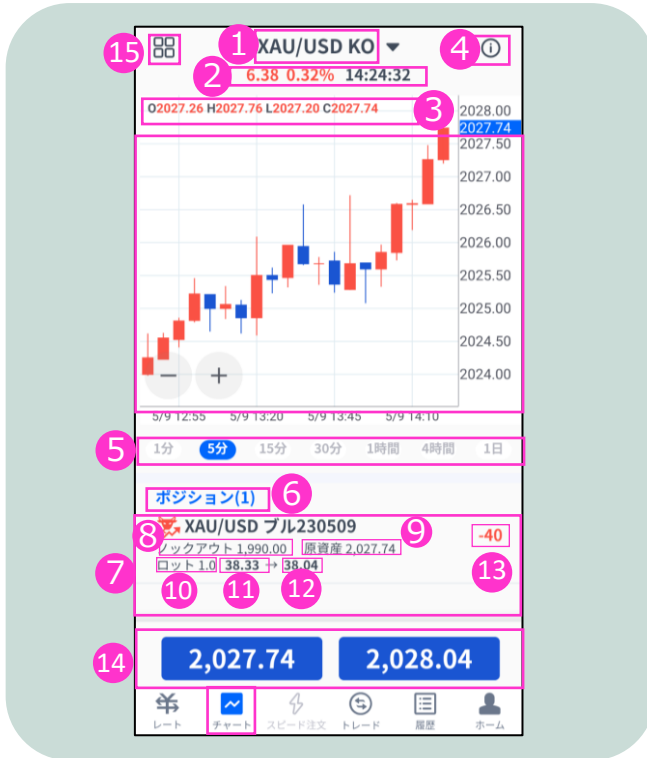 15 1 XAU/USD KO 4
2 6.38 0.32% 14:24:32
O2027.26 H2027.76 L2027.20 C2027.74 3
2028.00
2027.74
2027.50
2027.00
2026.50
2026.00
2025.50
2025.00
2024.50
2024.00
− +
5/9 12:55 5/9 13:20 5/9 13:45 5/9 14:10
5 1分 5分 15分 30分 1時間 4時間 1日
ポジション(1) 6
8 XAU/USD ブル230509 9
ノックアウト 1,990.00 原資産 2,027.74 -40
7 ロット 1.0 38.33 → 38.04 13
10 11 12
14 2,027.74 2,028.04
レート チャート スピード注文 トレード 履歴 ホーム